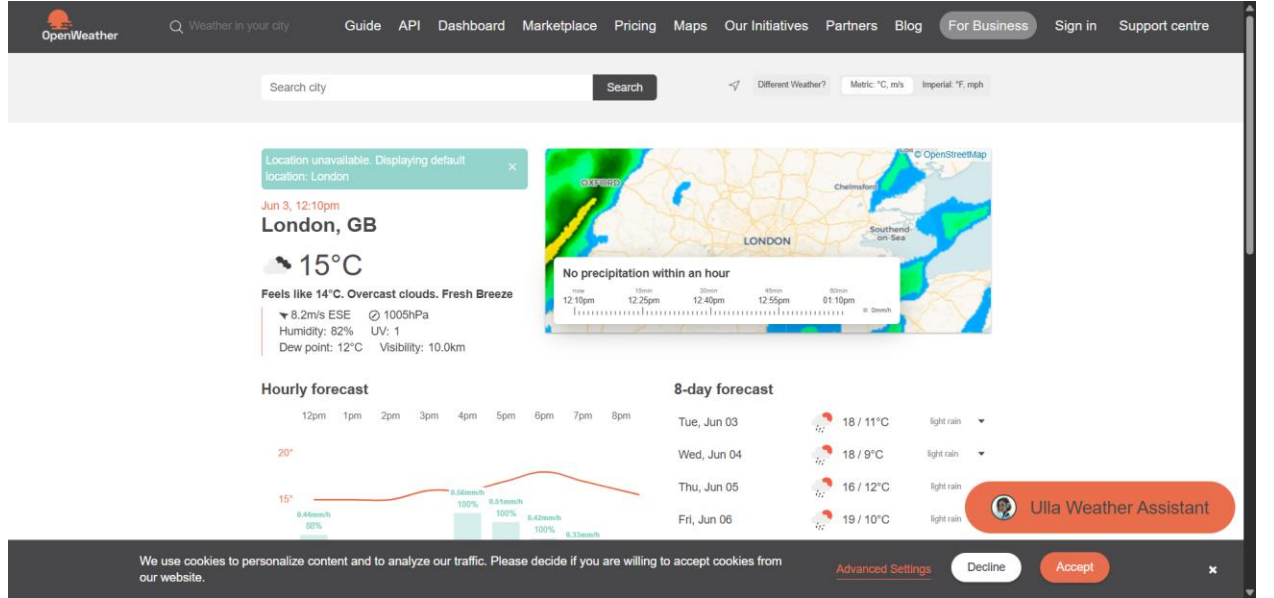 OpenWeather
Weather in your city
Guide API Dashboard Marketplace Pricing Maps Our Initiatives Partners Blog For Business Sign in Support centre
Search city
Search
Different Weather?
Metric: °C, m/s
Imperial: °F, mph
Location unavailable. Displaying default
location: London
Jun 3, 12:10pm
London, GB
15°C
Feels like 14°C. Overcast clouds. Fresh Breeze
8.2m/s ESE 1005hPa
Humidity: 82% UV: 1
Dew point: 12°C Visibility: 10.0km
© OpenStreetMap
OXFORD
Chelmsford
Southend-
on-Sea
LONDON
No precipitation within an hour
now 15min 30min 45min 60min
12:10pm 12:25pm 12:40pm 12:55pm 01:10pm
0mm/h
Hourly forecast
12pm 1pm 2pm 3pm 4pm 5pm 6pm 7pm 8pm
20°
15°
0.44mm/h
0.56mm/h
100%
0.51mm/h
100%
0.42mm/h
100%
0.33mm/h
8-day forecast
Tue, Jun 03 18 / 11°C light rain
Wed, Jun 04 18 / 9°C light rain
Thu, Jun 05 16 / 12°C light rain
Fri, Jun 06 19 / 10°C light rain
Ulla Weather Assistant
We use cookies to personalize content and to analyze our traffic. Please decide if you are willing to accept cookies from
our website.
Advanced Settings
Decline
Accept